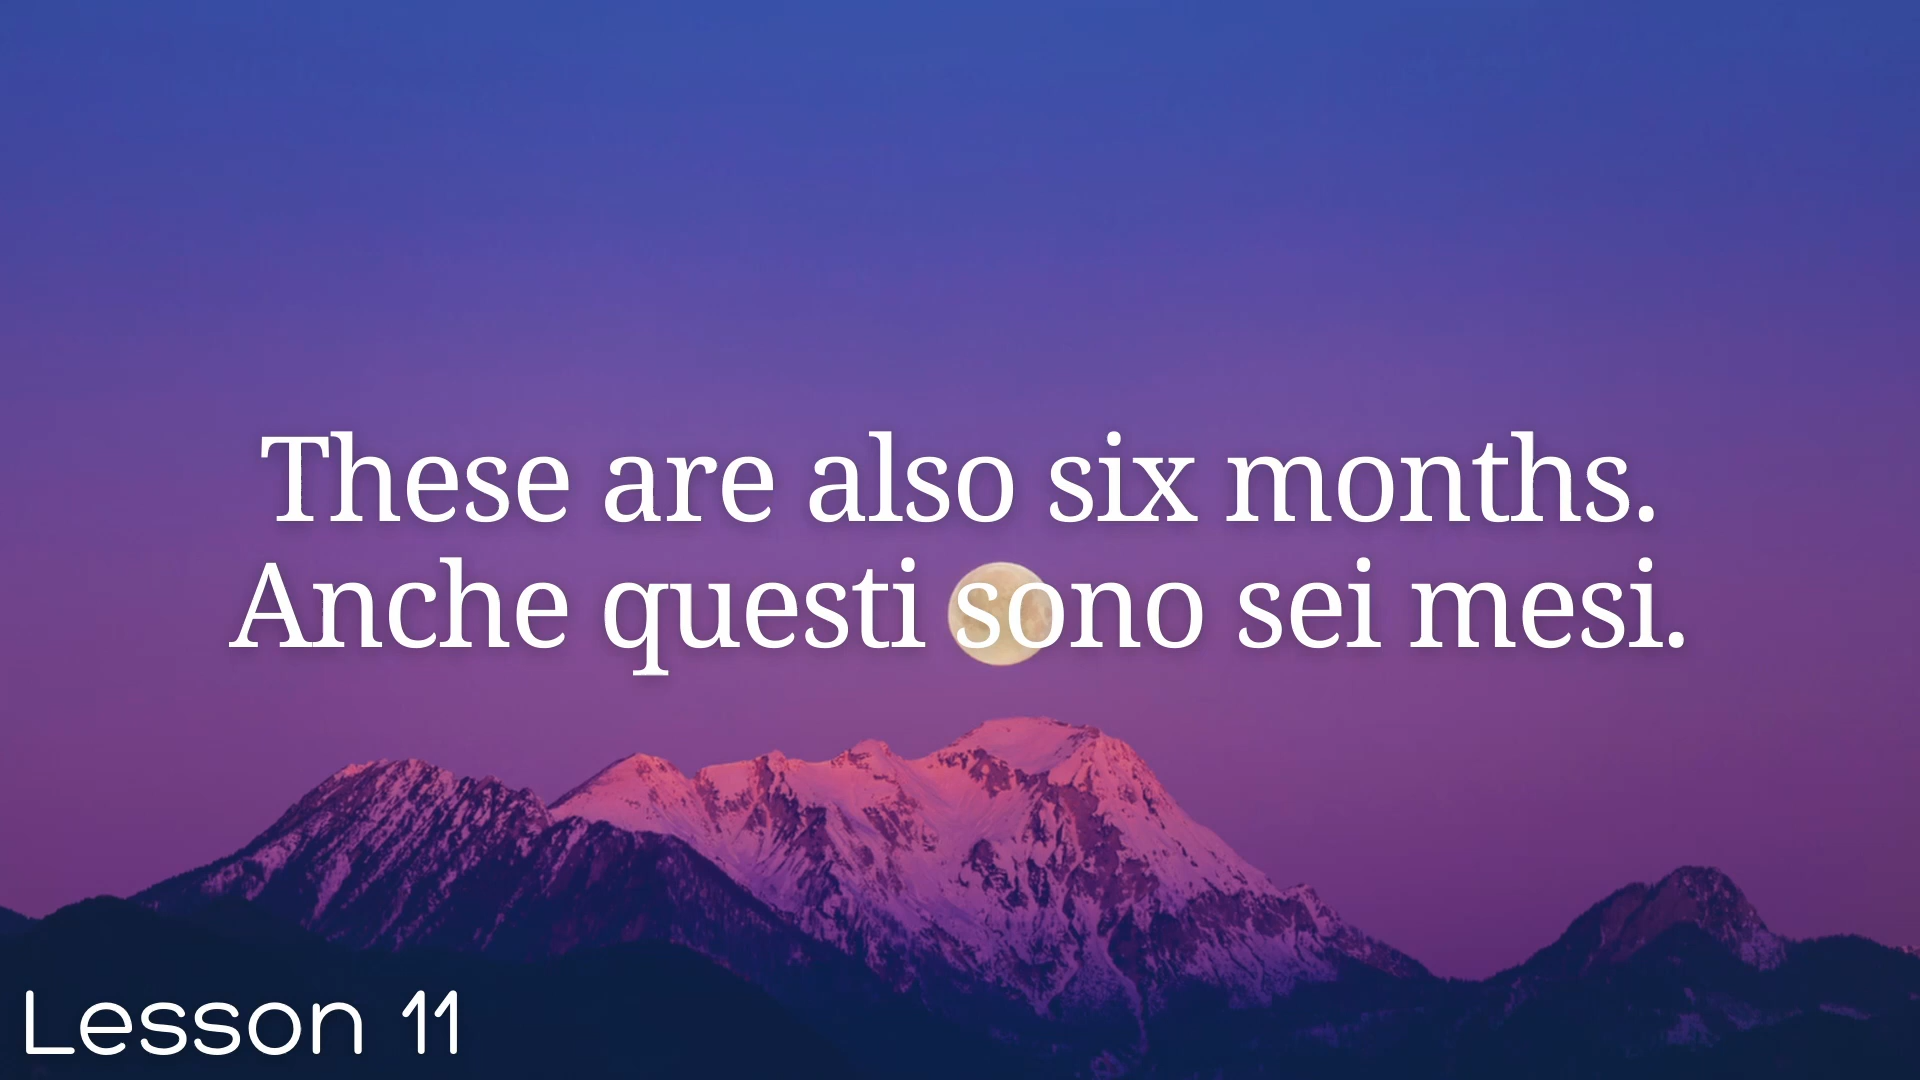 These are also six months.
Anche questi sono sei mesi.
Lesson 11